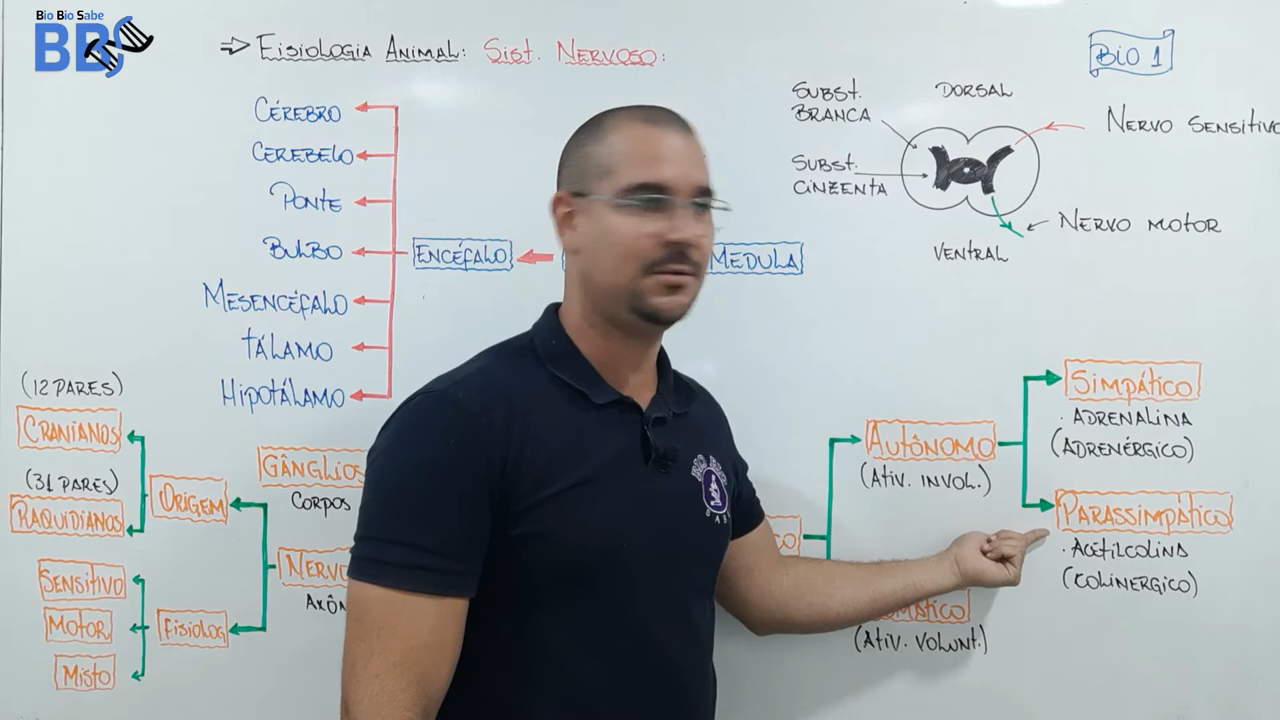 Bio Bio Sabe
BBS
⇒ Fisiologia Animal: Sist. Nervoso:
BIO 1
Cérebro
Cerebelo
Ponte
Bulbo
Mesencéfalo
Tálamo
Hipotálamo
Encéfalo
Medula
Subst.
Branca
Subst.
Cinzenta
Dorsal
Ventral
Nervo Sensitivo
Nervo Motor
(12 pares)
Cranianos
(31 pares)
Raquidianos
Origem
Sensitivo
Motor
Misto
Fisiolog
Gânglios
Corpos
Autônomo
(Ativ. Invol.)
(Ativ. Volunt.)
Simpático
. Adrenalina
(Adrenérgico)
Parassimpático
. Acetilcolina
(Colinergico)